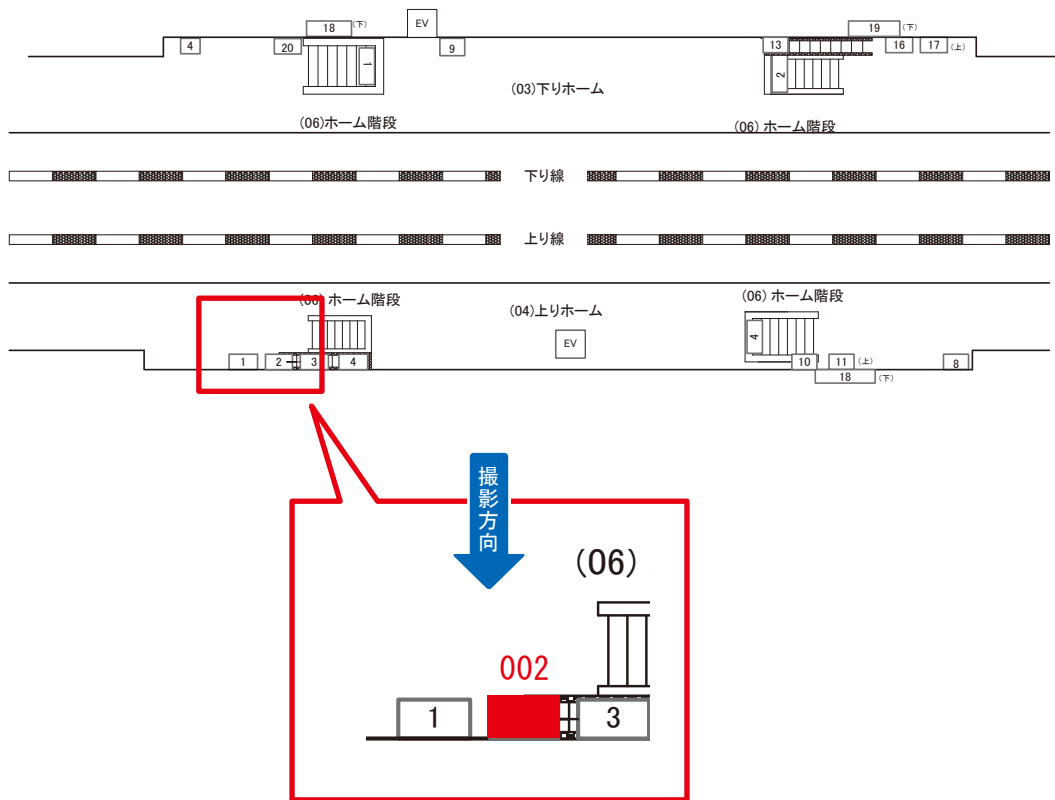 18 (下)
EV
19 (下)
4
20
9
13
16
17 (上)
1
2
(03)下りホーム
(06)ホーム階段
(06) ホーム階段
下り線
上り線
(06) ホーム階段
(04)上りホーム
(06) ホーム階段
EV
4
1
2
3
4
10
11 (上)
8
18 (下)
撮影方向
(06)
002
1
3